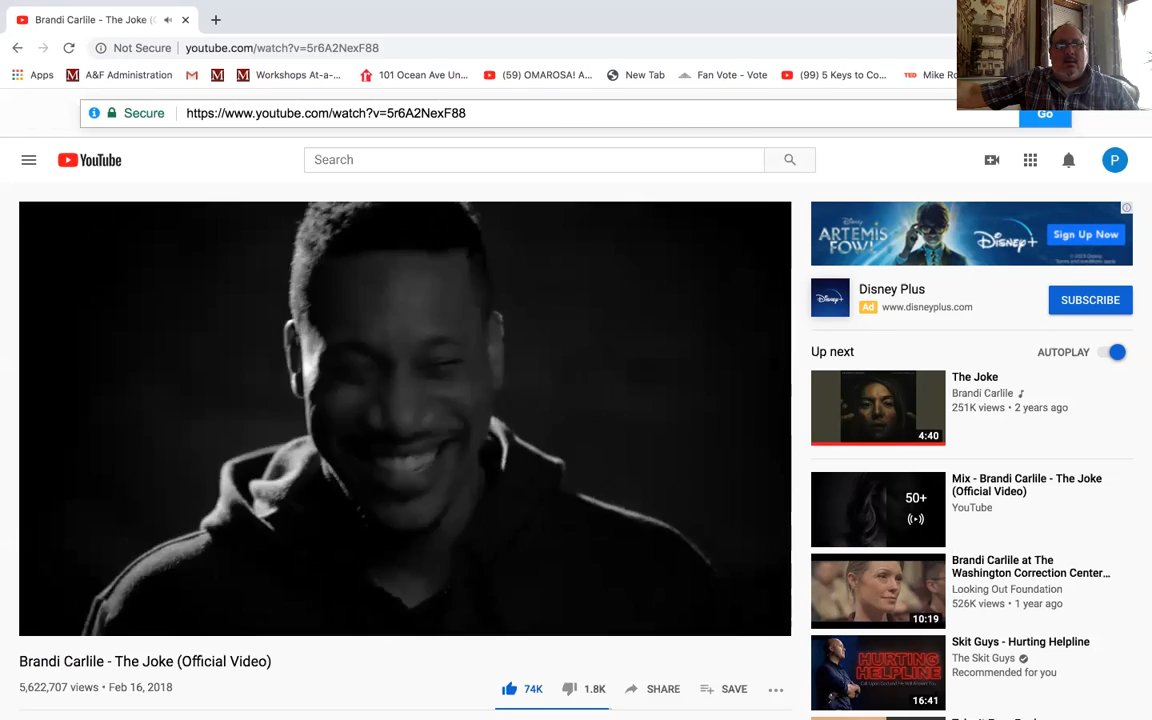 Brandi Carlile - The Joke (
Not Secure
youtube.com/watch?v=5r6A2NexF88
Apps
A&F Administration
Workshops At-a-...
101 Ocean Ave Un...
(59) OMAROSA! A...
New Tab
Fan Vote - Vote
(99) 5 Keys to Co...
TED
Mike Ro
Secure
https://www.youtube.com/watch?v=5r6A2NexF88
Go
YouTube
Search
P
Disney
ARTEMIS
FOWL
Disney+
Sign Up Now
Disney+
Disney Plus
Ad www.disneyplus.com
SUBSCRIBE
Up next
AUTOPLAY
The Joke
Brandi Carlile
251K views • 2 years ago
4:40
50+
Mix - Brandi Carlile - The Joke
(Official Video)
YouTube
Brandi Carlile at The
Washington Correction Center...
Looking Out Foundation
526K views • 1 year ago
10:19
HURTING
HELPLINE
16:41
Skit Guys - Hurting Helpline
The Skit Guys
Recommended for you
Brandi Carlile - The Joke (Official Video)
5,622,707 views • Feb 16, 2018
74K
1.8K
SHARE
SAVE